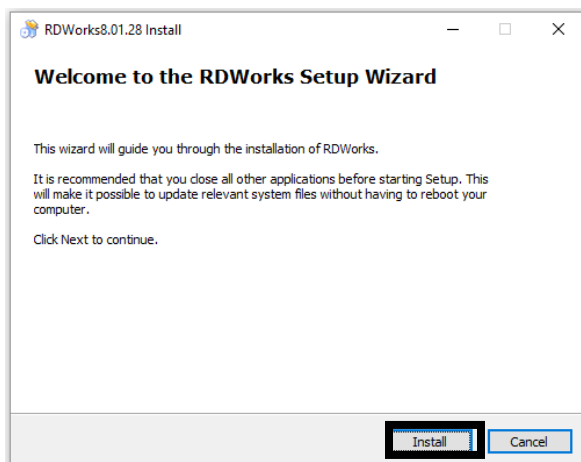 RDWorks8.01.28 Install
Welcome to the RDWorks Setup Wizard
This wizard will guide you through the installation of RDWorks.
It is recommended that you close all other applications before starting Setup. This
will make it possible to update relevant system files without having to reboot your
computer.
Click Next to continue.
Install
Cancel